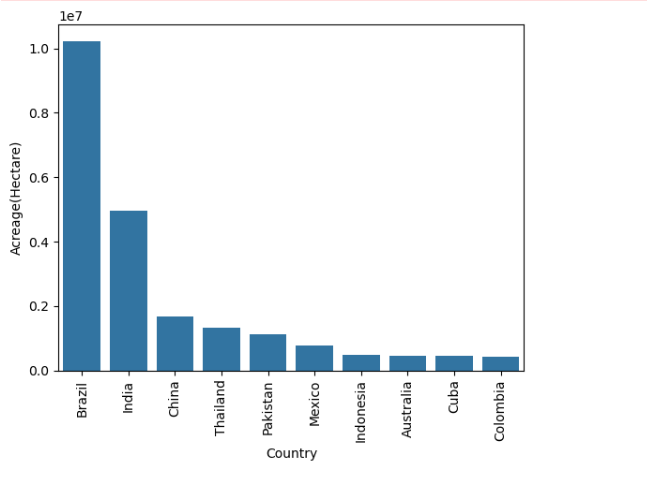 1e7
1.0
0.8
0.6
0.4
0.2
0.0
Acreage(Hectare)
Brazil
India
China
Thailand
Pakistan
Mexico
Indonesia
Australia
Cuba
Colombia
Country